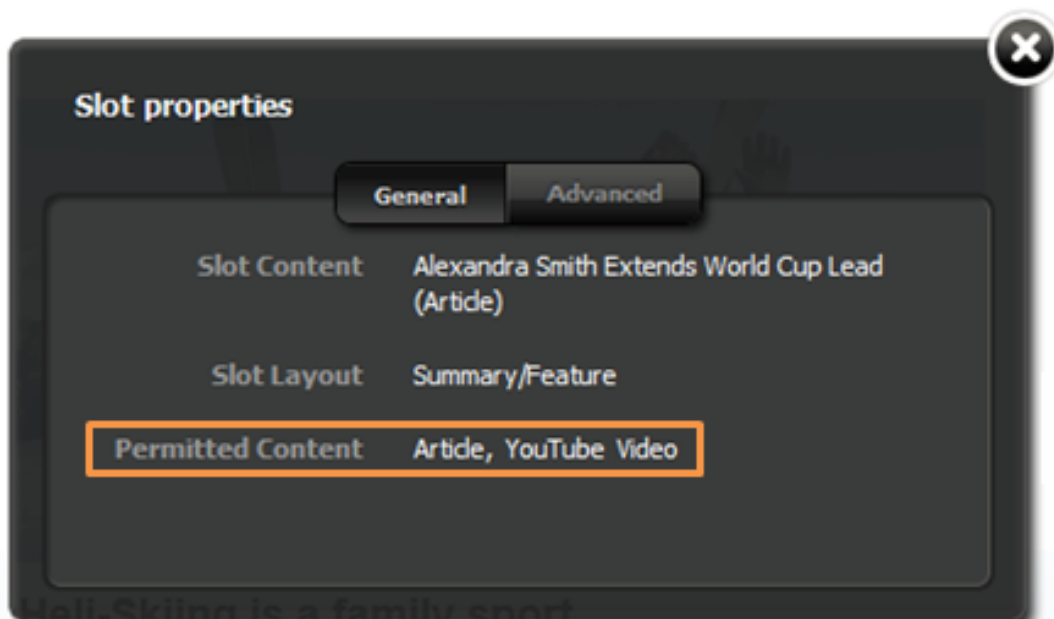 Slot properties
General Advanced
Slot Content Alexandra Smith Extends World Cup Lead
(Article)
Slot Layout Summary/Feature
Permitted Content Article, YouTube Video
Heli-Skiing is a family sport